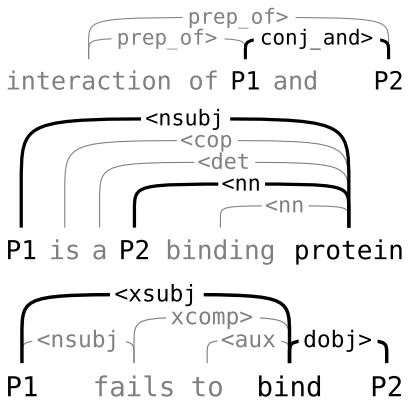 prep_of>
prep_of> conj_and>
interaction of P1 and P2
<nsubj
<cop
<det
<nn
<nn
P1 is a P2 binding protein
<xsubj
xcomp>
<nsubj <aux dobj>
P1 fails to bind P2